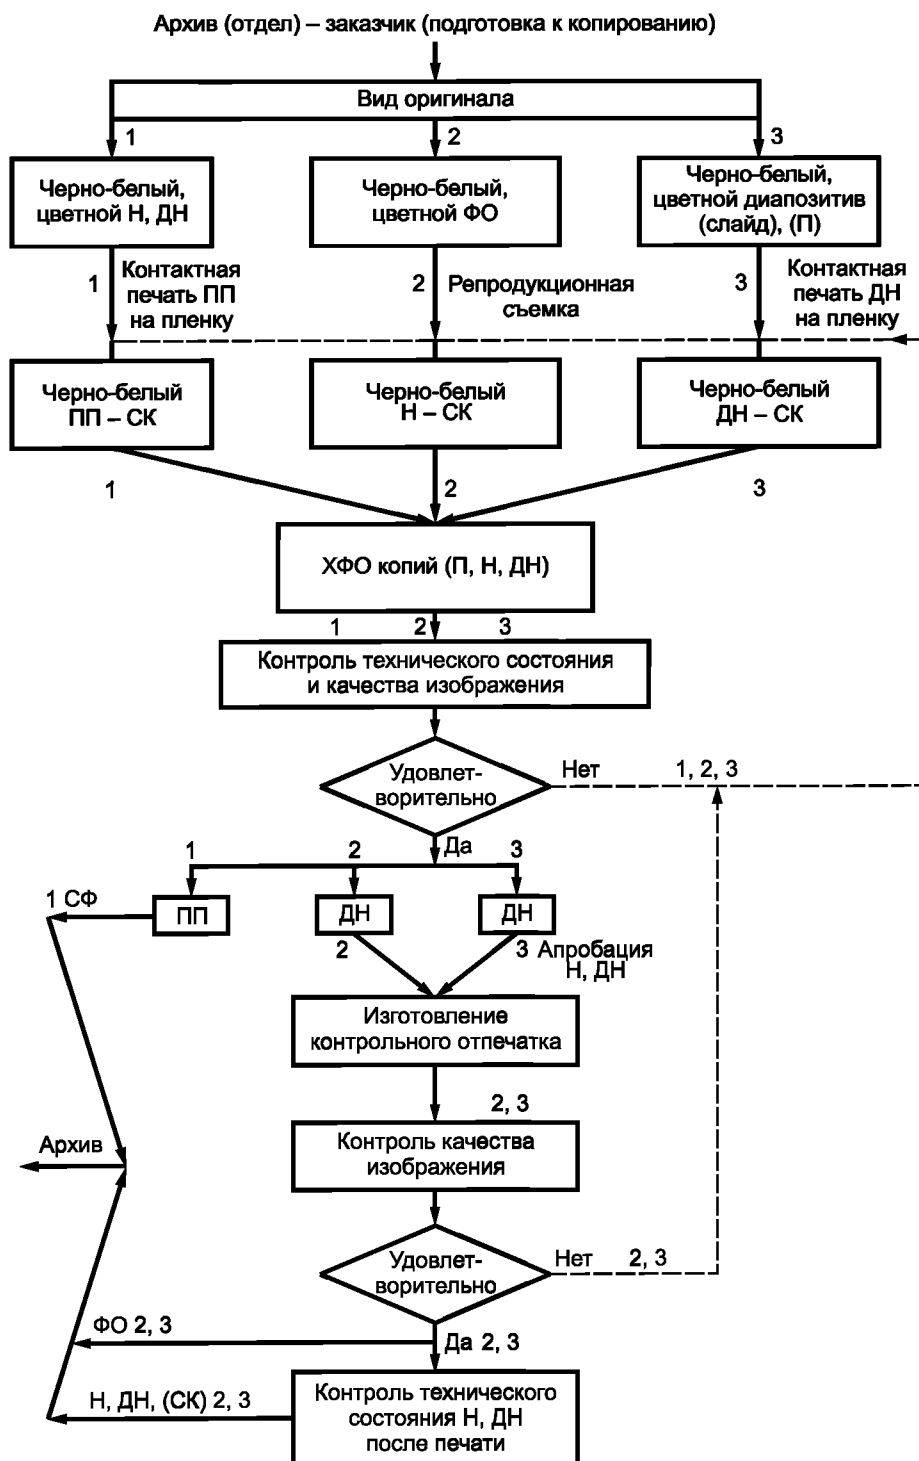 Архив (отдел) – заказчик (подготовка к копированию)
Вид оригинала
1
2
3
Черно-белый,
цветной Н, ДН
Черно-белый,
цветной ФО
Черно-белый,
цветной диапозитив
(слайд), (П)
1
Контактная
печать ПП
на пленку
2
Репродукционная
съемка
3
Контактная
печать ДН
на пленку
Черно-белый
ПП – СК
Черно-белый
Н – СК
Черно-белый
ДН – СК
1
2
3
ХФО копий (П, Н, ДН)
1
2
3
Контроль технического состояния
и качества изображения
Удовлет-
ворительно
Нет
1, 2, 3
Да
1
2
3
1 СФ
ПП
ДН
ДН
2
3 Апробация
Н, ДН
Изготовление
контрольного отпечатка
2, 3
Контроль качества
изображения
Архив
Удовлет-
ворительно
Нет
2, 3
ФО 2, 3
Да 2, 3
Н, ДН, (СК) 2, 3
Контроль технического
состояния Н, ДН
после печати